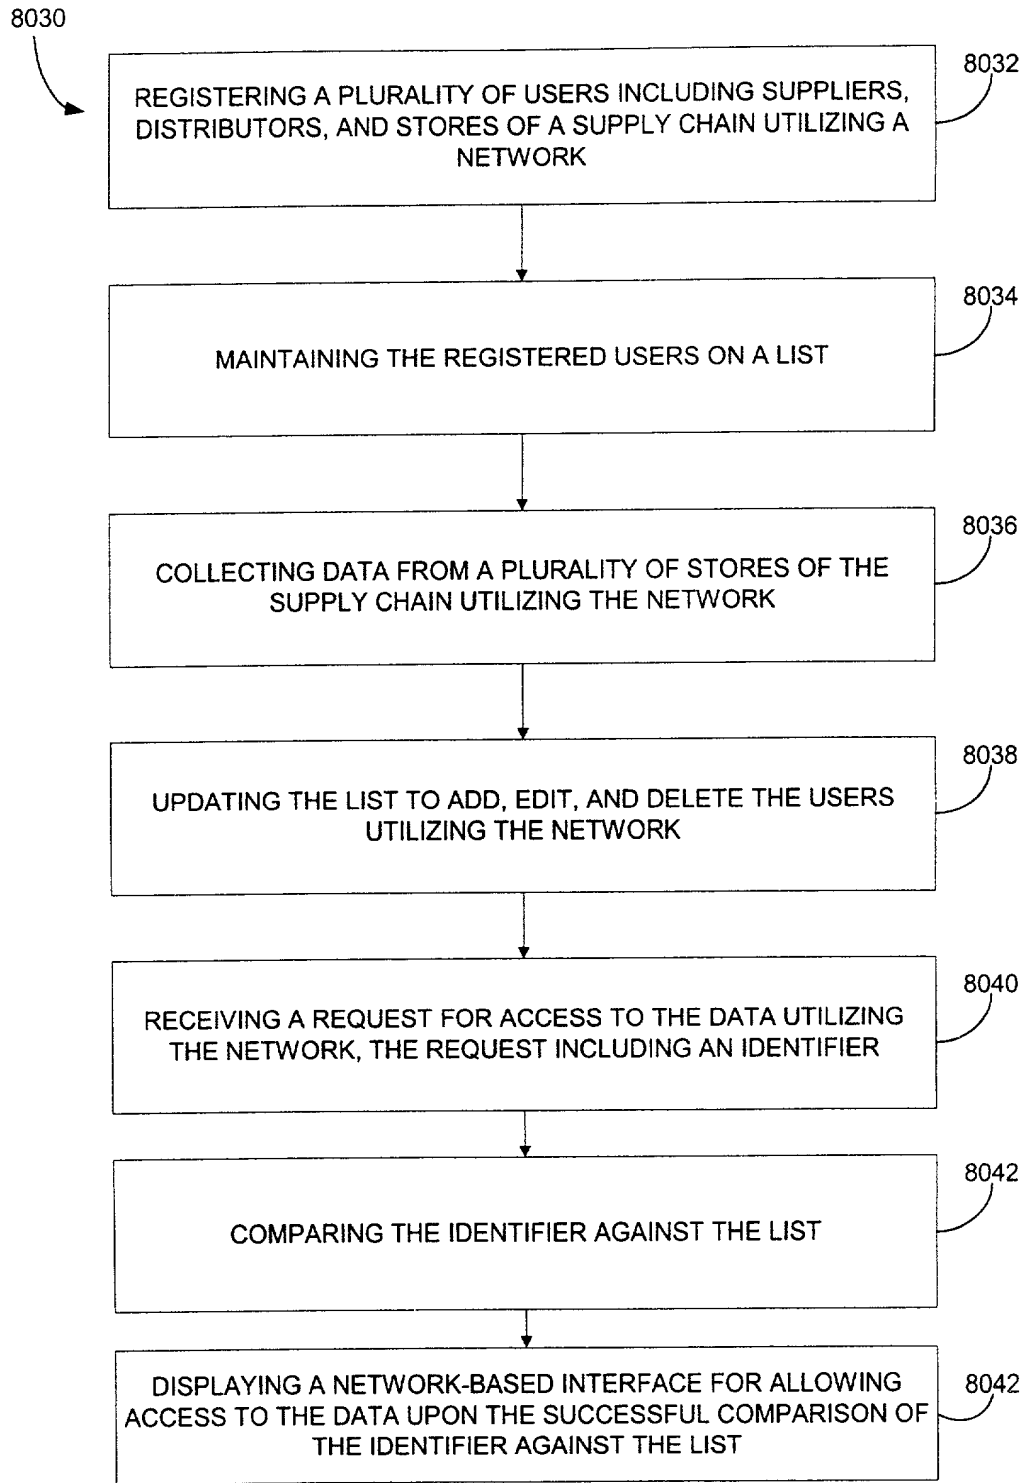 8030
8032
REGISTERING A PLURALITY OF USERS INCLUDING SUPPLIERS,
DISTRIBUTORS, AND STORES OF A SUPPLY CHAIN UTILIZING A
NETWORK
8034
MAINTAINING THE REGISTERED USERS ON A LIST
8036
COLLECTING DATA FROM A PLURALITY OF STORES OF THE
SUPPLY CHAIN UTILIZING THE NETWORK
8038
UPDATING THE LIST TO ADD, EDIT, AND DELETE THE USERS
UTILIZING THE NETWORK
8040
RECEIVING A REQUEST FOR ACCESS TO THE DATA UTILIZING
THE NETWORK, THE REQUEST INCLUDING AN IDENTIFIER
8042
COMPARING THE IDENTIFIER AGAINST THE LIST
8042
DISPLAYING A NETWORK-BASED INTERFACE FOR ALLOWING
ACCESS TO THE DATA UPON THE SUCCESSFUL COMPARISON OF
THE IDENTIFIER AGAINST THE LIST